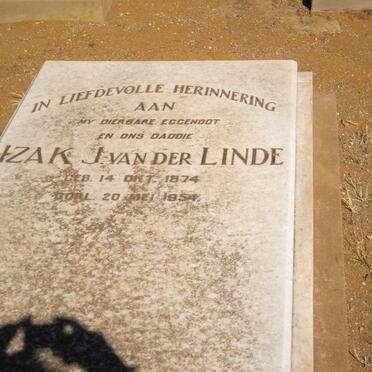 IN LIEFDEVOLLE HERINNERING
AAN
MY DIERBARE EGGENOOT
EN ONS DADDIE
IZAK J. VAN DER LINDE
GEB. 14 OKT. 1874
OORL. 20 MEI 1954